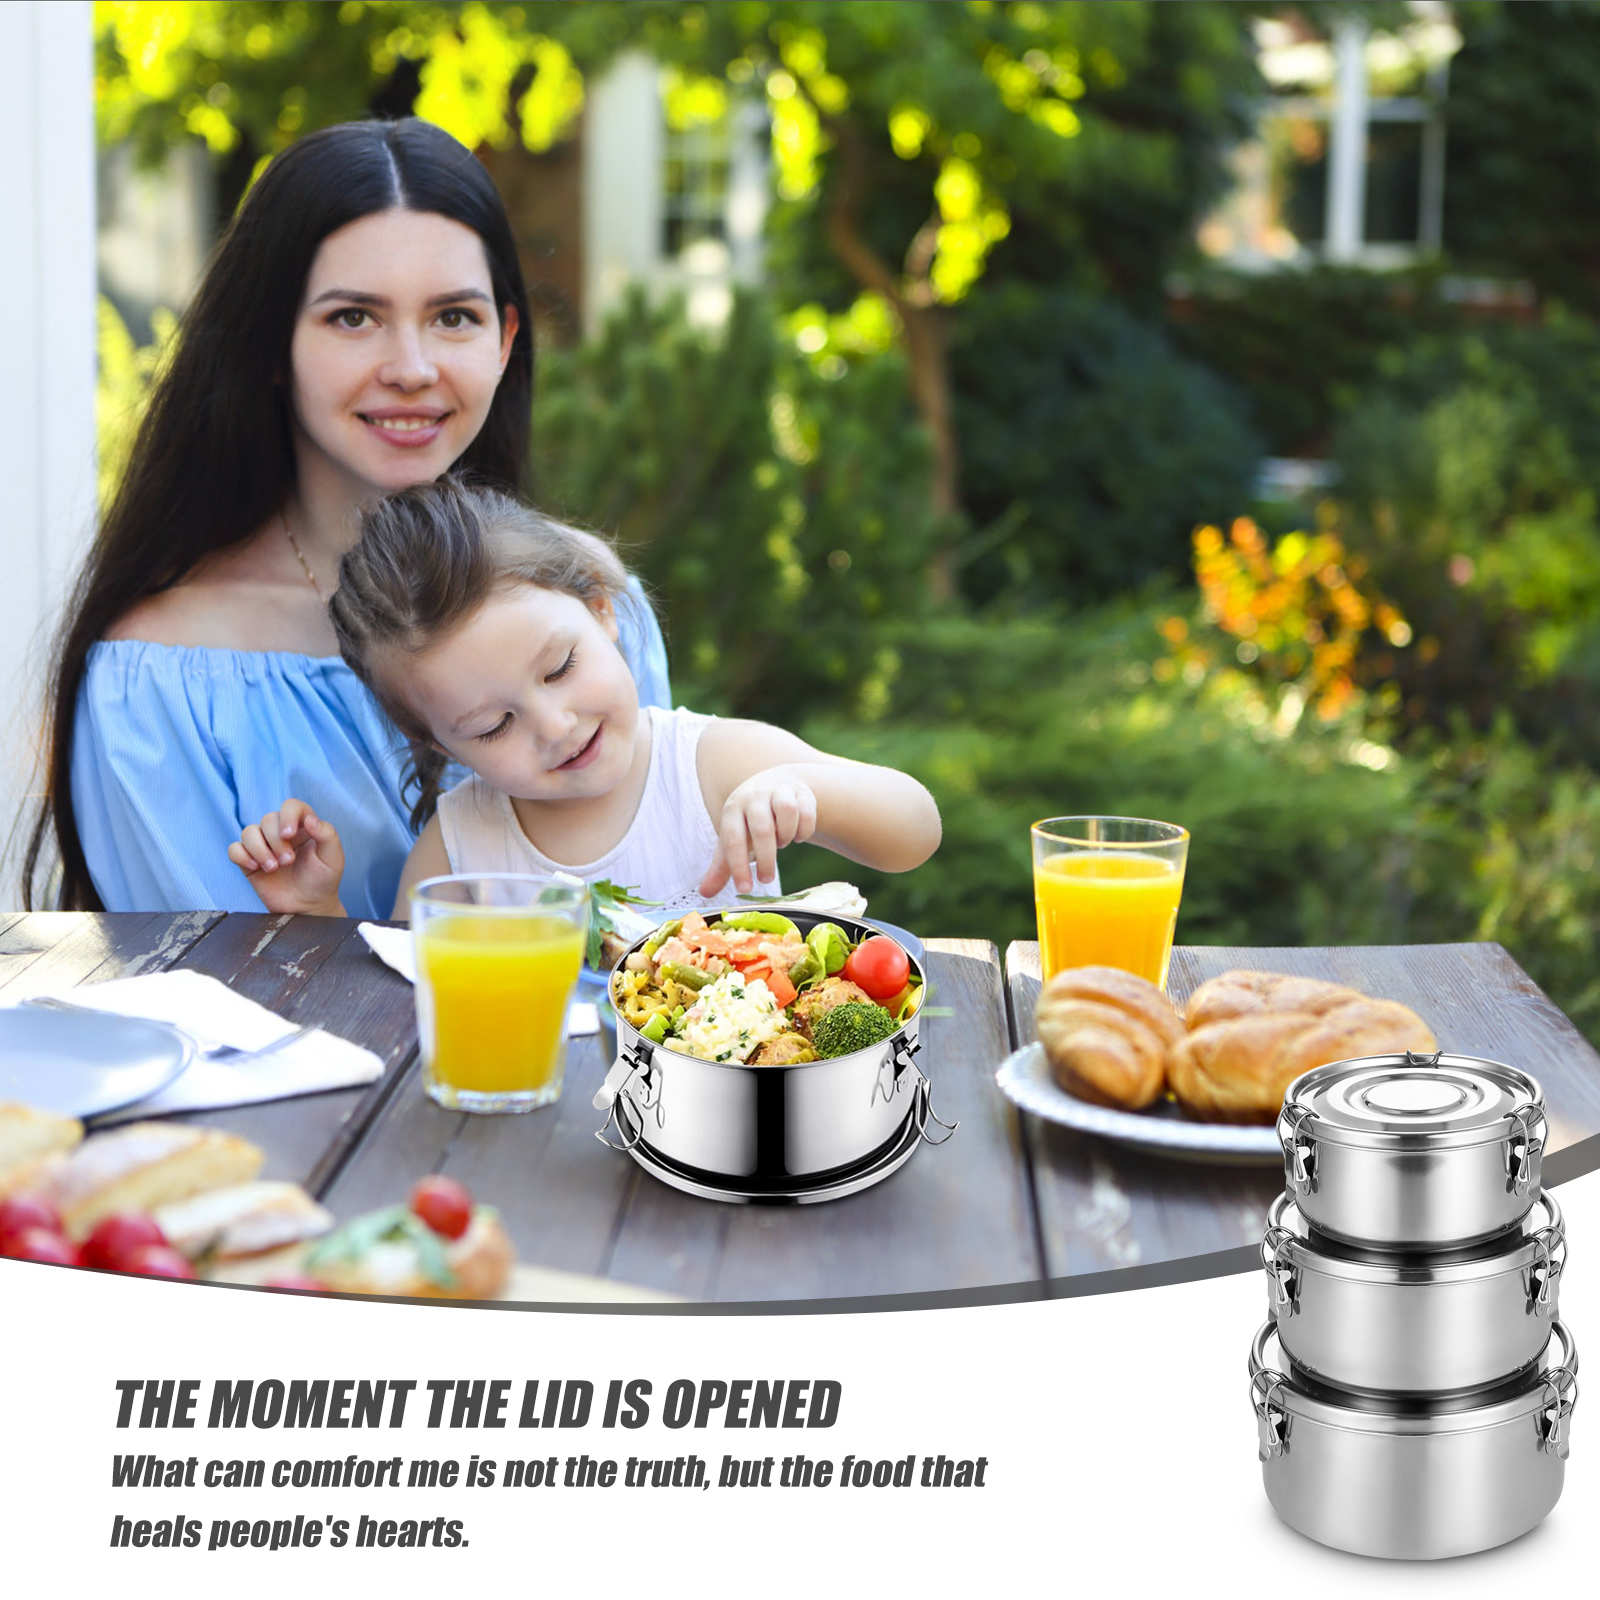 THE MOMENT THE LID IS OPENED
What can comfort me is not the truth, but the food that
heals people's hearts.